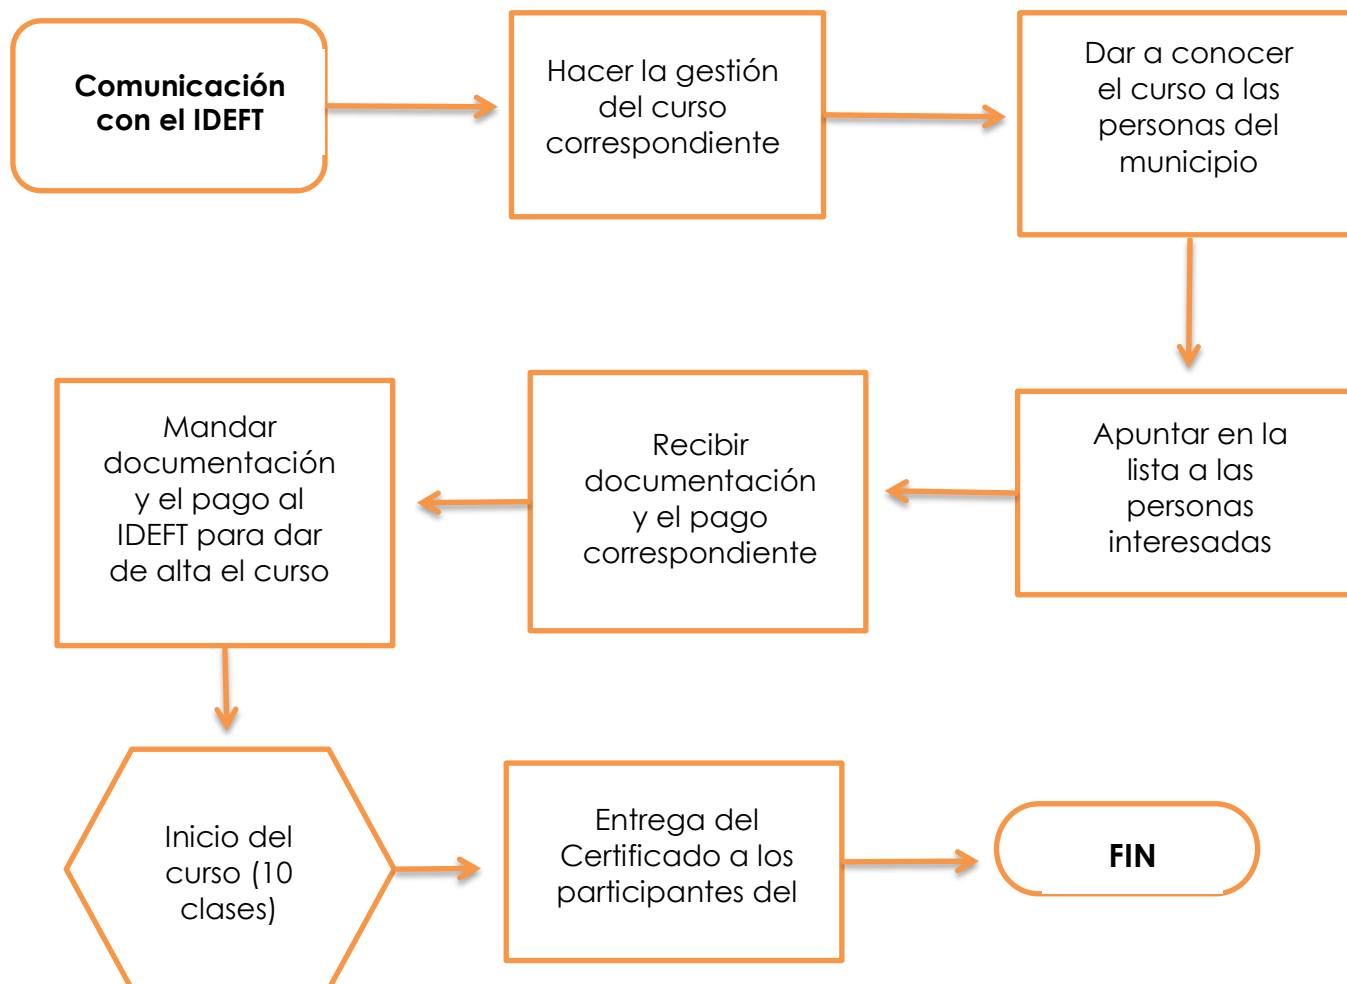 Comunicación
con el IDEFT
Hacer la gestión
del curso
correspondiente
Dar a conocer
el curso a las
personas del
municipio
Apuntar en la
lista a las
personas
interesadas
Recibir
documentación
y el pago
correspondiente
Mandar
documentación
y el pago al
IDEFT para dar
de alta el curso
Inicio del
curso (10
clases)
Entrega del
Certificado a los
participantes del
FIN